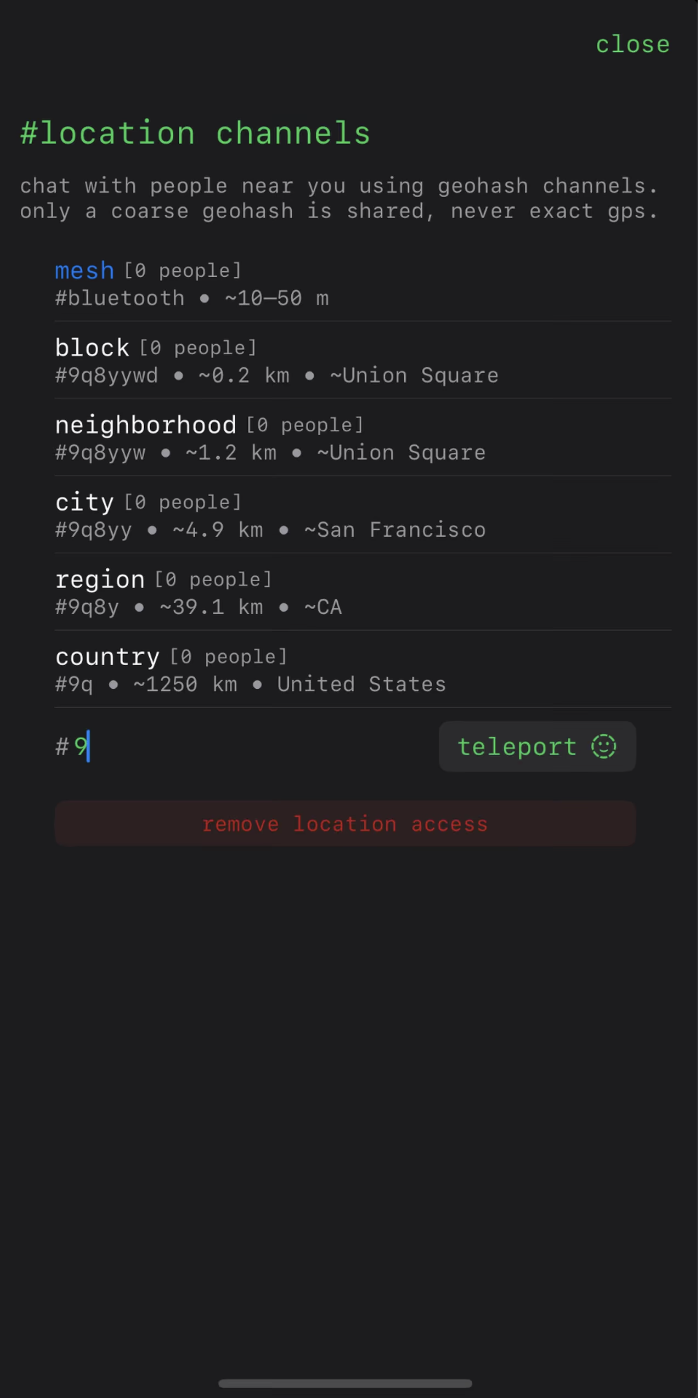 close
#location channels
chat with people near you using geohash channels.
only a coarse geohash is shared, never exact gps.
mesh [0 people]
#bluetooth • ~10–50 m
block [0 people]
#9q8yywd • ~0.2 km • ~Union Square
neighborhood [0 people]
#9q8yyw • ~1.2 km • ~Union Square
city [0 people]
#9q8yy • ~4.9 km • ~San Francisco
region [0 people]
#9q8y • ~39.1 km • ~CA
country [0 people]
#9q • ~1250 km • United States
#9 teleport
remove location access